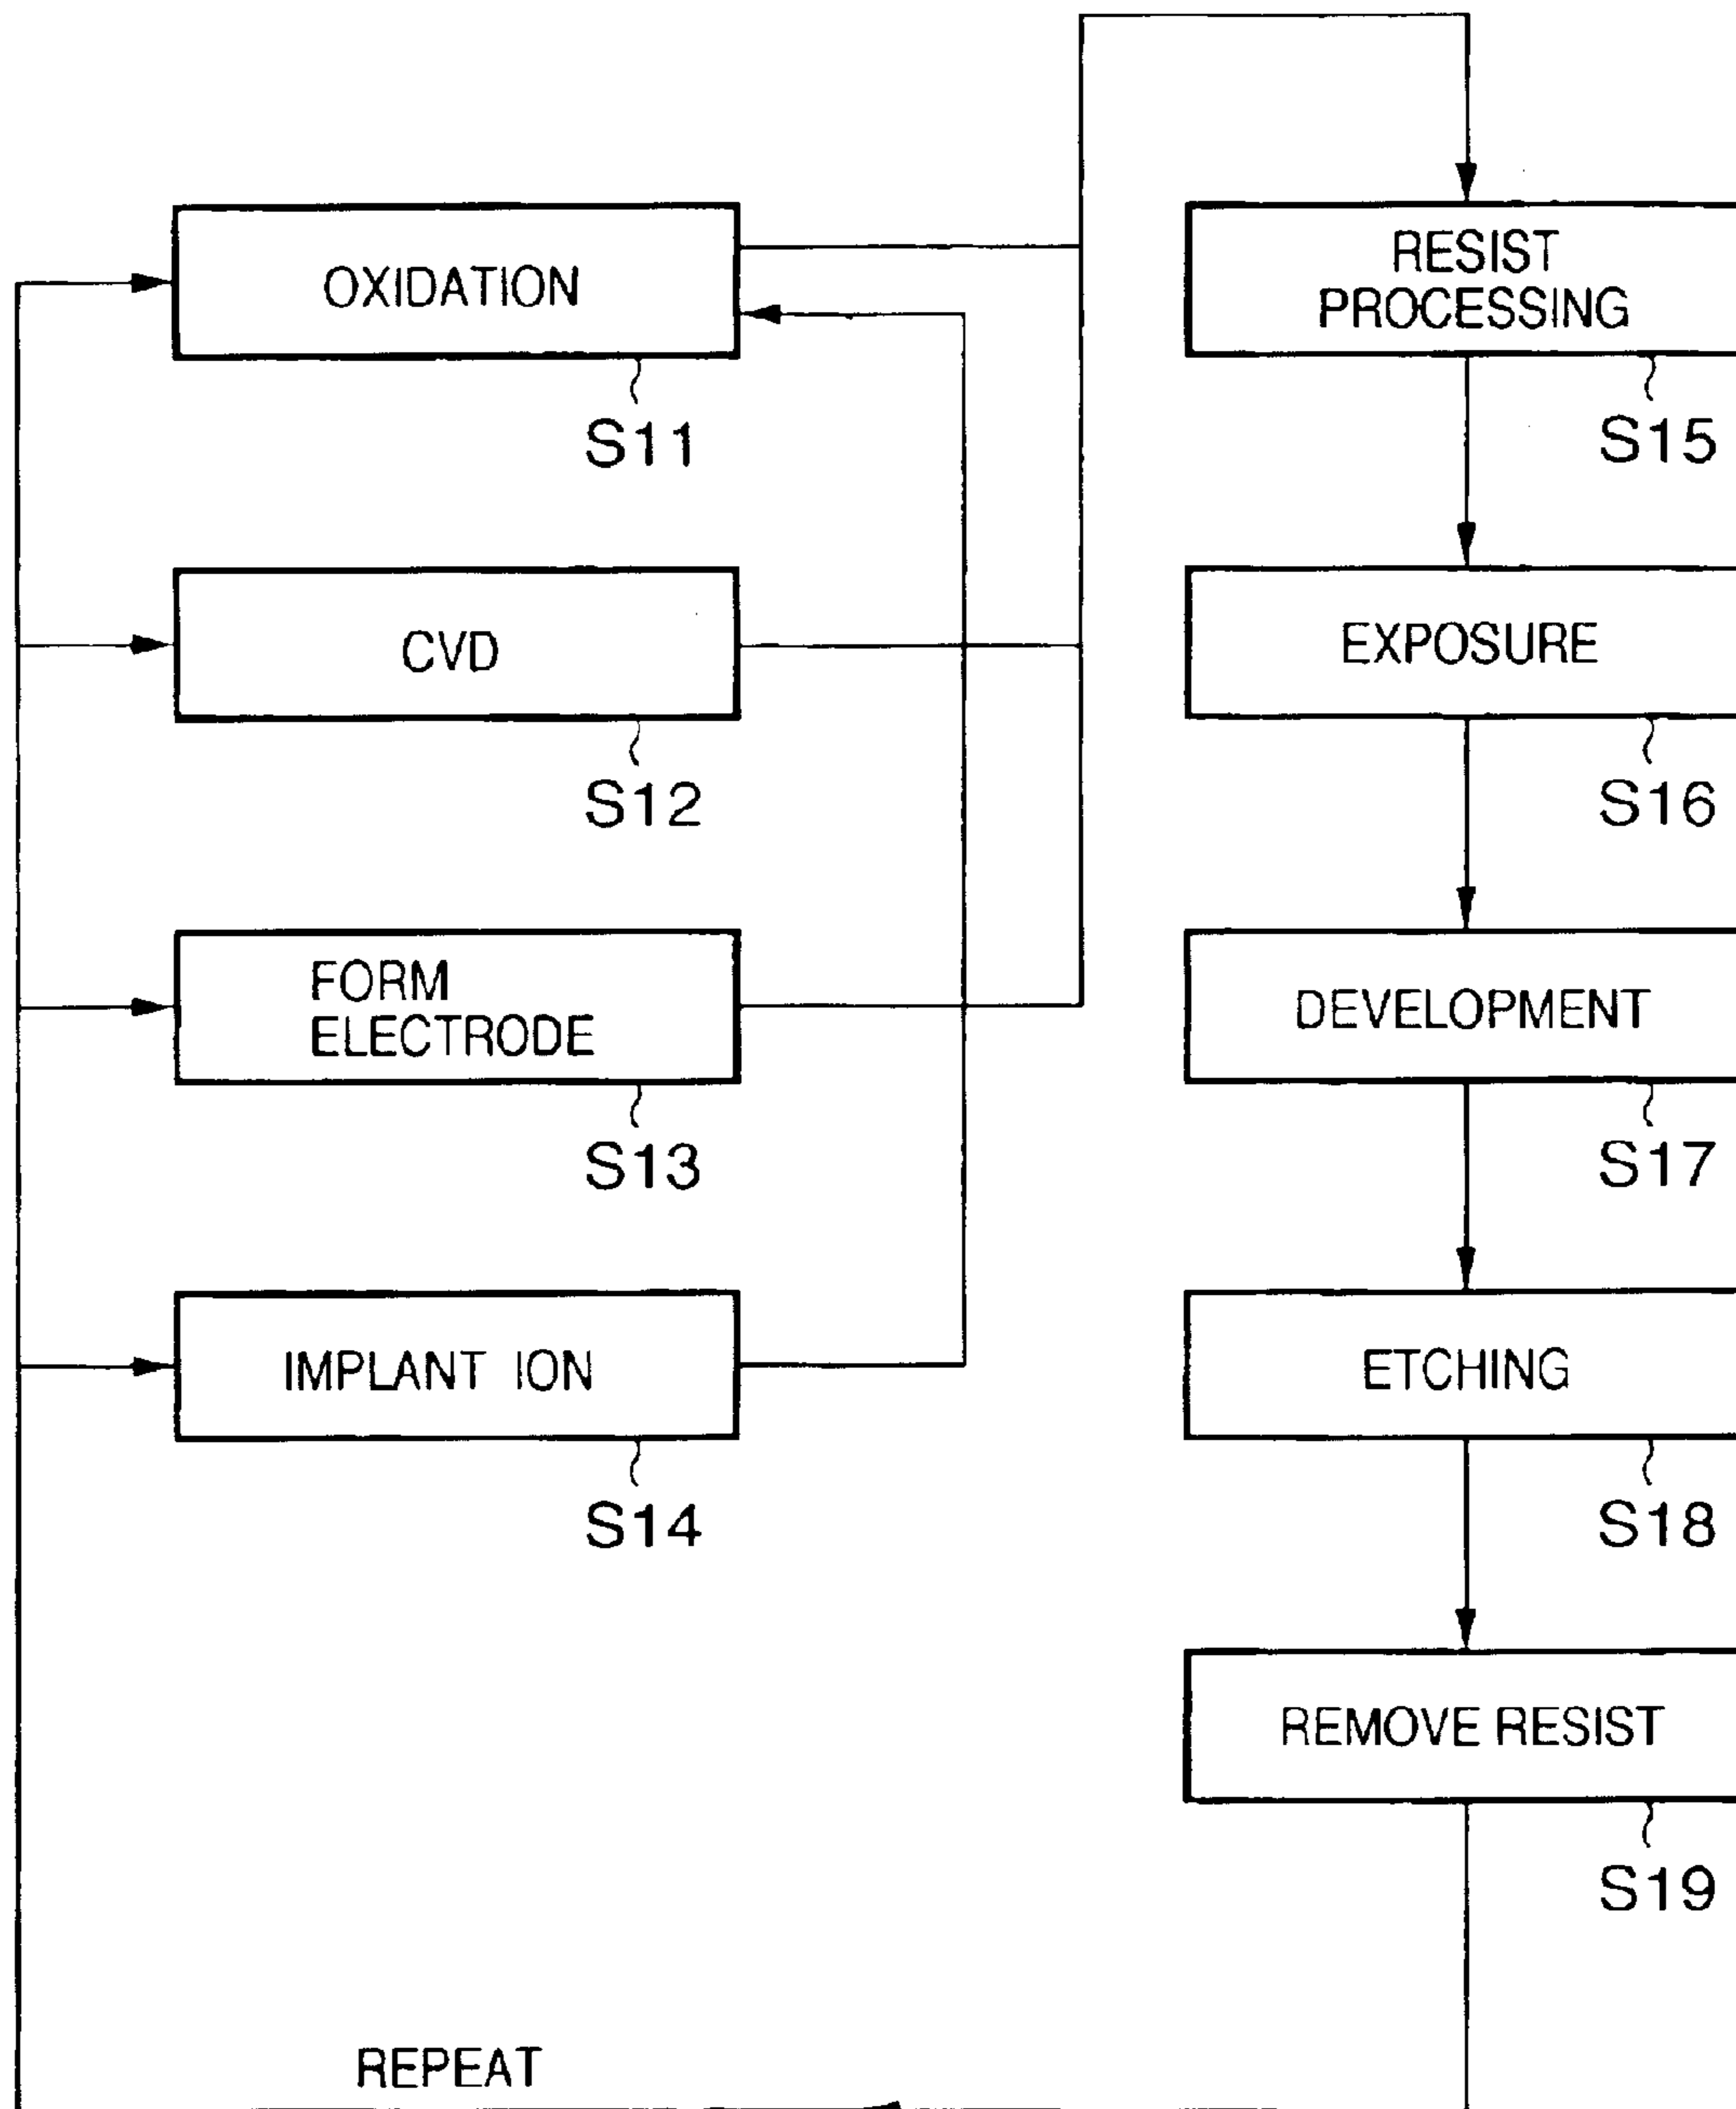 OXIDATION
S11
CVD
S12
FORM
ELECTRODE
S13
IMPLANT ION
S14
RESIST
PROCESSING
S15
EXPOSURE
S16
DEVELOPMENT
S17
ETCHING
S18
REMOVE RESIST
S19
REPEAT